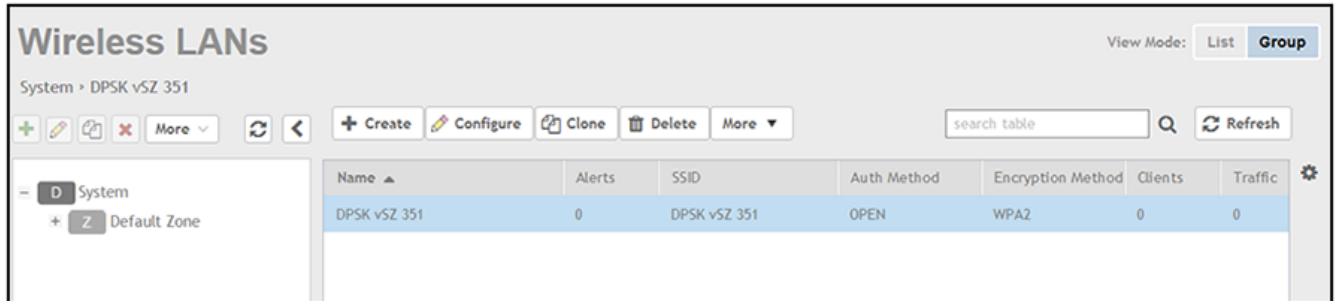 Wireless LANs
View Mode: List Group
System › DPSK vSZ 351
More
Create Configure Clone Delete More ▼
search table
Refresh
Name ▲ Alerts SSID Auth Method Encryption Method Clients Traffic
DPSK vSZ 351 0 DPSK vSZ 351 OPEN WPA2 0 0
D System
Z Default Zone